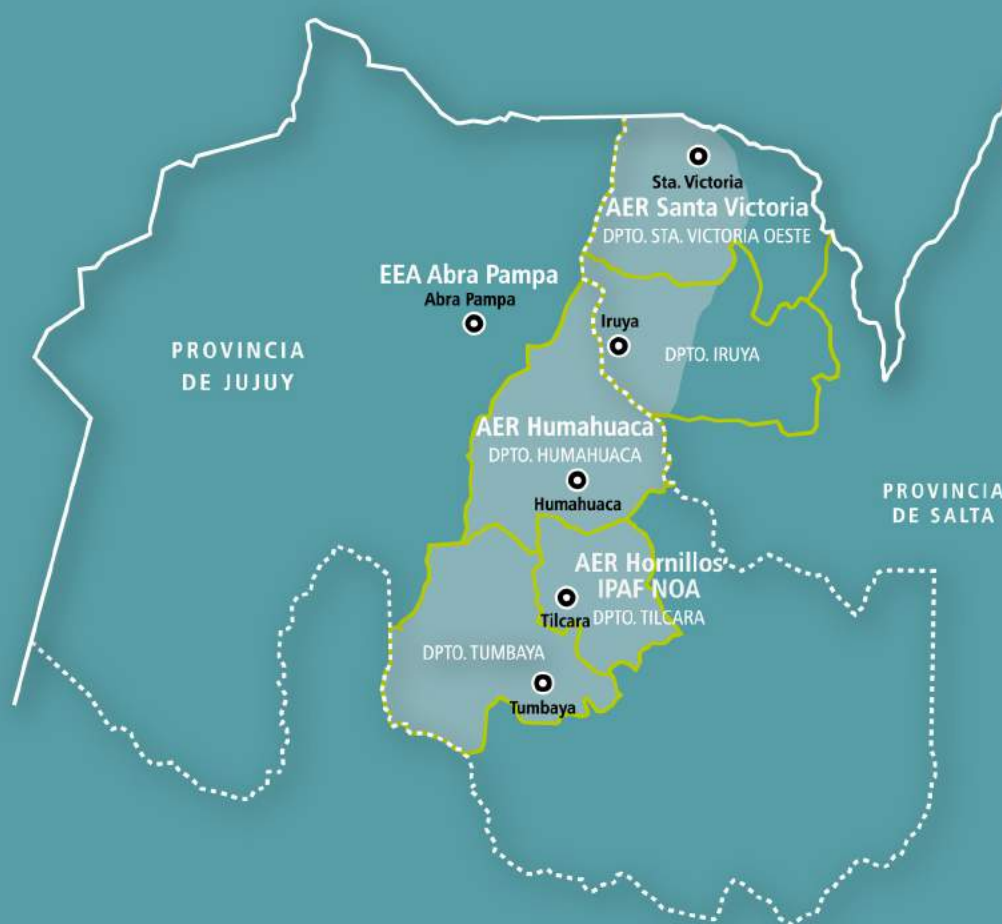 Sta. Victoria
AER Santa Victoria
DPTO. STA. VICTORIA OESTE
EEA Abra Pampa
Abra Pampa
Iruya
DPTO. IRUYA
PROVINCIA
DE JUJUY
AER Humahuaca
DPTO. HUMAHUACA
Humahuaca
PROVINCIA
DE SALTA
AER Hornillos
IPAF NOA
Tilcara
DPTO. TILCARA
DPTO. TUMBAYA
Tumbaya